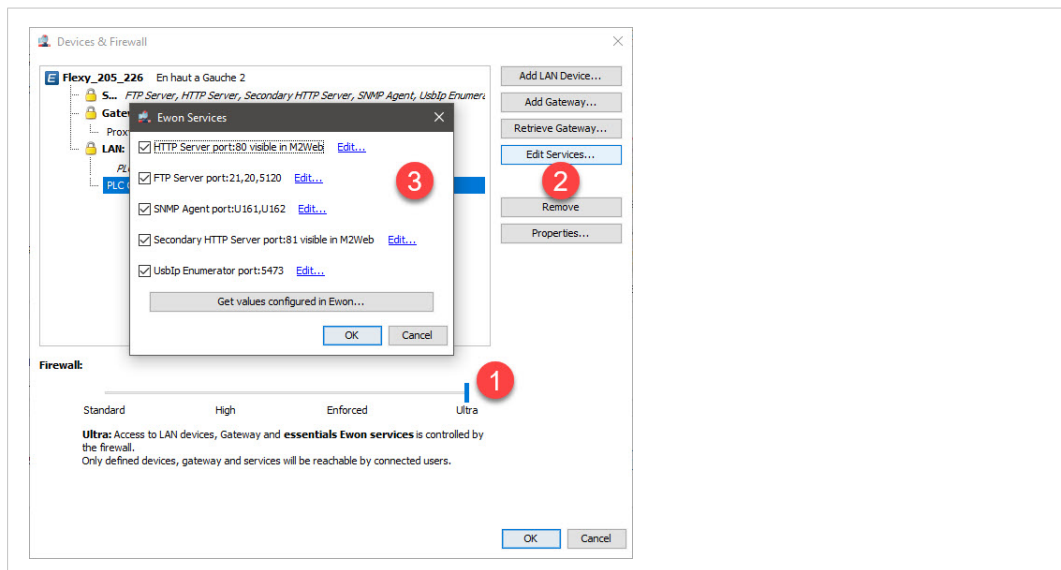 Devices & Firewall
Flexy_205_226 En haut a Gauche 2
S... FTP Server, HTTP Server, Secondary HTTP Server, SNMP Agent, UsbIp Enumera
Gate
Prox
LAN:
PL
PLC
Ewon Services
HTTP Server port:80 visible in M2Web Edit...
FTP Server port:21,20,5120 Edit...
SNMP Agent port:U161,U162 Edit...
Secondary HTTP Server port:81 visible in M2Web Edit...
UsbIp Enumerator port:5473 Edit...
Get values configured in Ewon...
OK Cancel
3
Add LAN Device...
Add Gateway...
Retrieve Gateway...
Edit Services...
2
Remove
Properties...
Firewall:
1
Standard High Enforced Ultra
Ultra: Access to LAN devices, Gateway and essentials Ewon services is controlled by
the firewall.
Only defined devices, gateway and services will be reachable by connected users.
OK Cancel